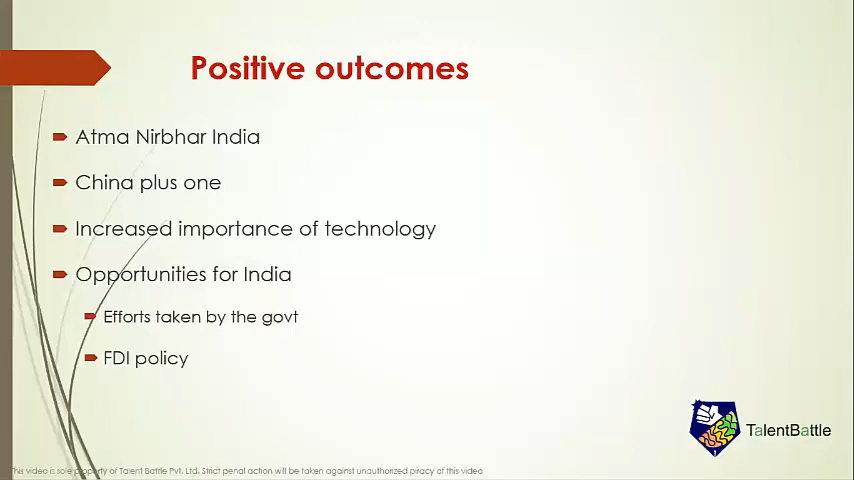 Positive outcomes
Atma Nirbhar India
China plus one
Increased importance of technology
Opportunities for India
Efforts taken by the govt
FDI policy
TalentBattle
This video is sole property of Talent Battle Pvt. Ltd. Strict penal action will be taken against unauthorized piracy of this video